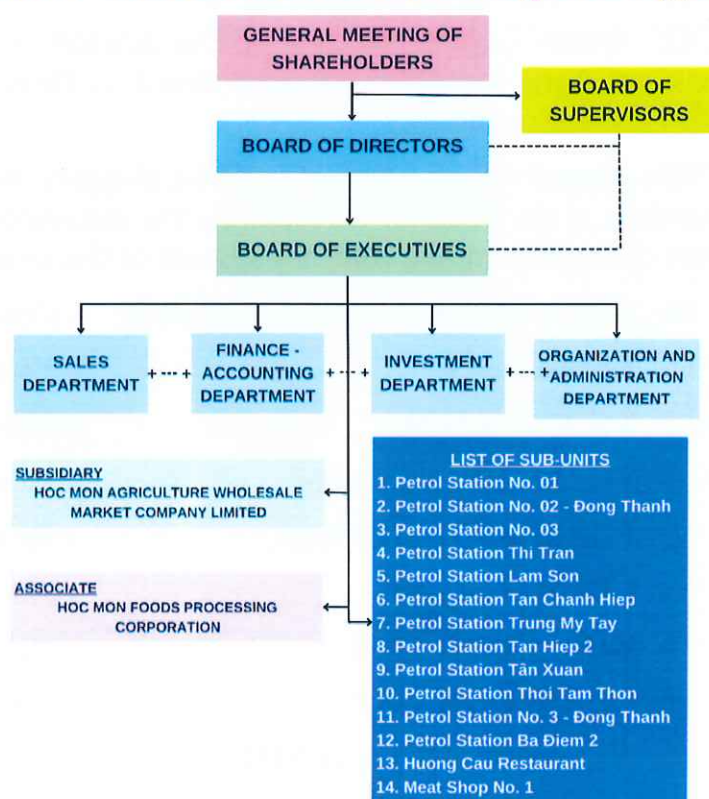 GENERAL MEETING OF
SHAREHOLDERS
BOARD OF
SUPERVISORS
BOARD OF DIRECTORS
BOARD OF EXECUTIVES
SALES
DEPARTMENT
FINANCE -
ACCOUNTING
DEPARTMENT
INVESTMENT
DEPARTMENT
ORGANIZATION AND
ADMINISTRATION
DEPARTMENT
SUBSIDIARY
HOC MON AGRICULTURE WHOLESALE
MARKET COMPANY LIMITED
ASSOCIATE
HOC MON FOODS PROCESSING
CORPORATION
LIST OF SUB-UNITS
1. Petrol Station No. 01
2. Petrol Station No. 02 - Đong Thanh
3. Petrol Station No. 03
4. Petrol Station Thi Tran
5. Petrol Station Lam Son
6. Petrol Station Tan Chanh Hiep
7. Petrol Station Trung My Tay
8. Petrol Station Tan Hiep 2
9. Petrol Station Tân Xuan
10. Petrol Station Thoi Tam Thon
11. Petrol Station No. 3 - Đong Thanh
12. Petrol Station Ba Điem 2
13. Huong Cau Restaurant
14. Meat Shop No. 1